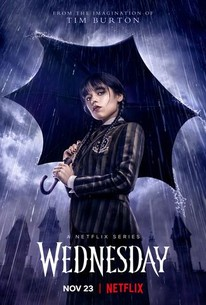 FROM THE IMAGINATION OF
TIM BURTON
A NETFLIX SERIES
WEDNESDAY
NOV 23 | NETFLIX